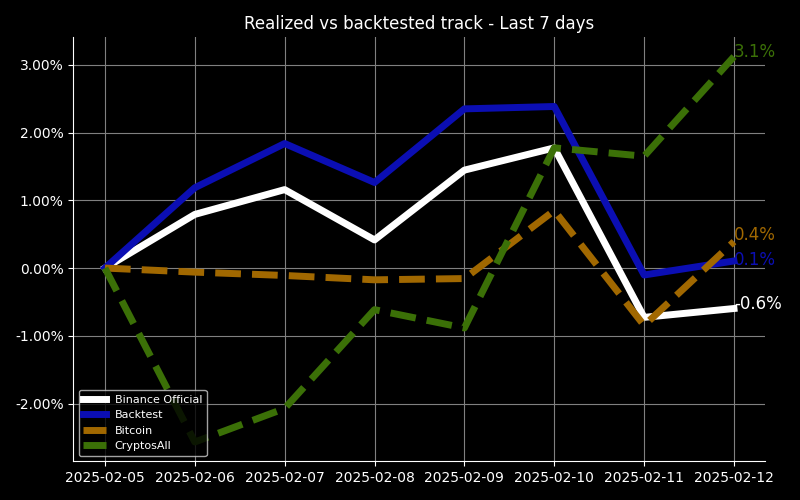 Realized vs backtested track - Last 7 days
3.00%
2.00%
1.00%
0.00%
-1.00%
-2.00%
3.1%
0.4%
0.1%
-0.6%
Binance Official
Backtest
Bitcoin
CryptosAll
2025-02-05 2025-02-06 2025-02-07 2025-02-08 2025-02-09 2025-02-10 2025-02-11 2025-02-12